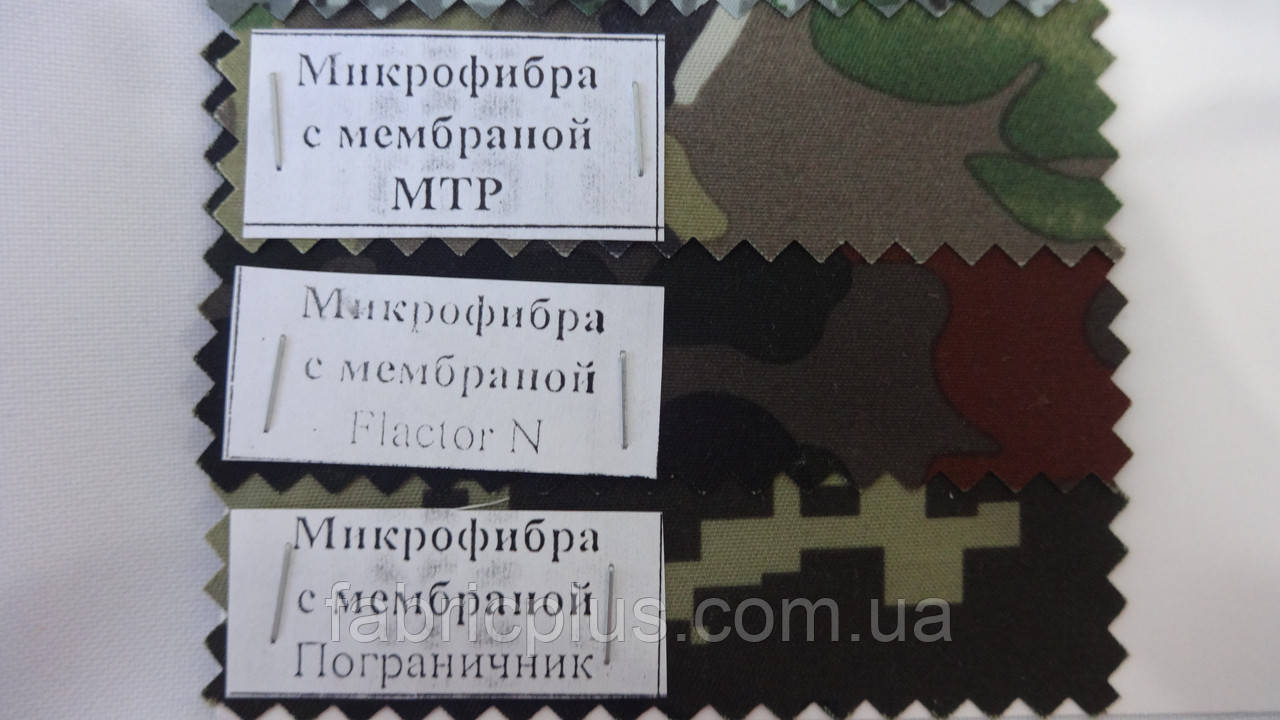 Микрофибра
с мембраной
МТР
Микрофибра
с мембраной
Flactor N
Микрофибра
с мембраной
Пограничник
fabricplus.com.ua